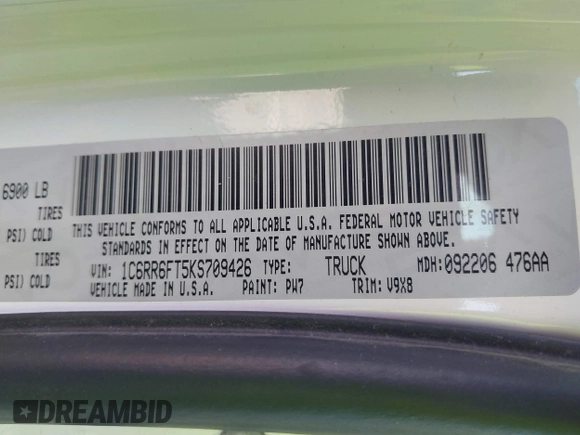 6900 LB
TIRES
PSI) COLD
TIRES
PSI) COLD
THIS VEHICLE CONFORMS TO ALL APPLICABLE U.S.A. FEDERAL MOTOR VEHICLE SAFETY
STANDARDS IN EFFECT ON THE DATE OF MANUFACTURE SHOWN ABOVE.
VIN: 1C6RR6FT5KS709426 TYPE: TRUCK MDH: 092206 476AA
VEHICLE MADE IN U.S.A. PAINT: PW7 TRIM: V9X8
DREAMBID